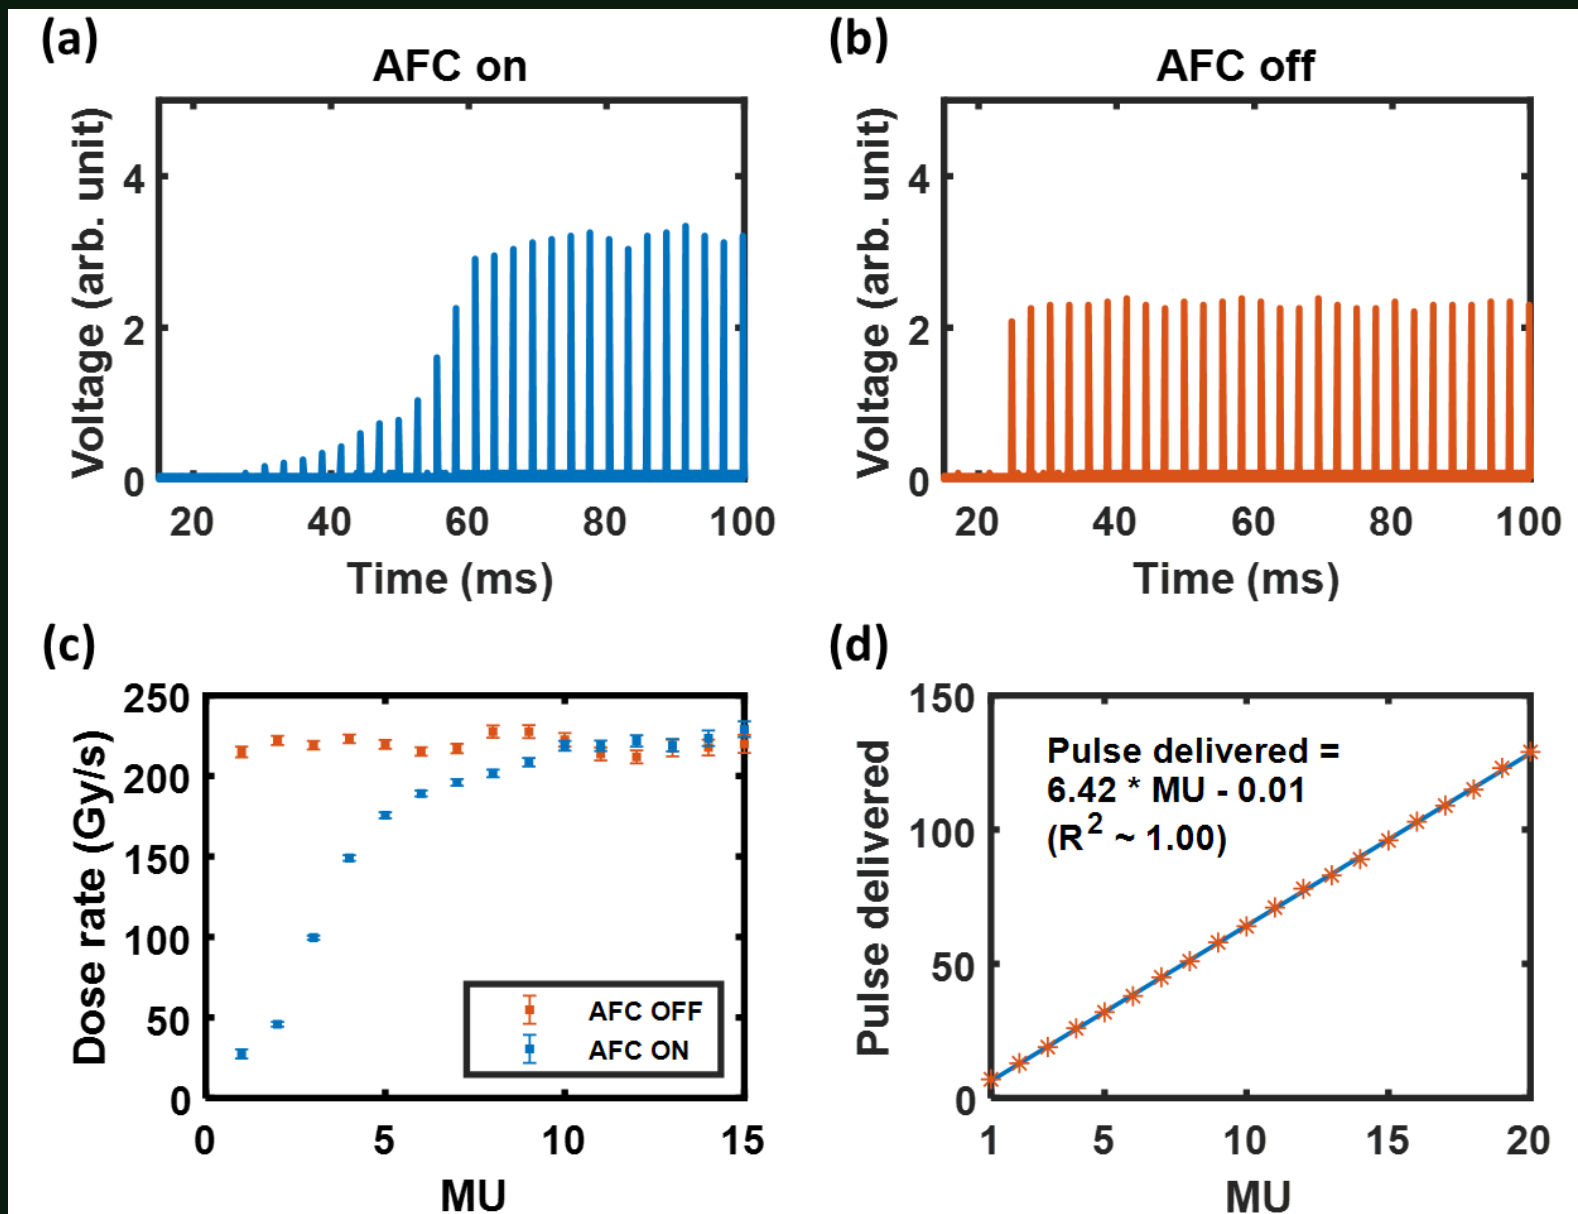 (a)
AFC on
Voltage (arb. unit)
4
2
0
20 40 60 80 100
Time (ms)
(b)
AFC off
Voltage (arb. unit)
4
2
0
20 40 60 80 100
Time (ms)
(c)
Dose rate (Gy/s)
250
200
150
100
50
0
AFC OFF
AFC ON
0 5 10 15
MU
(d)
Pulse delivered
150
100
50
0
Pulse delivered =
6.42 * MU - 0.01
(R² ~ 1.00)
1 5 10 15 20
MU